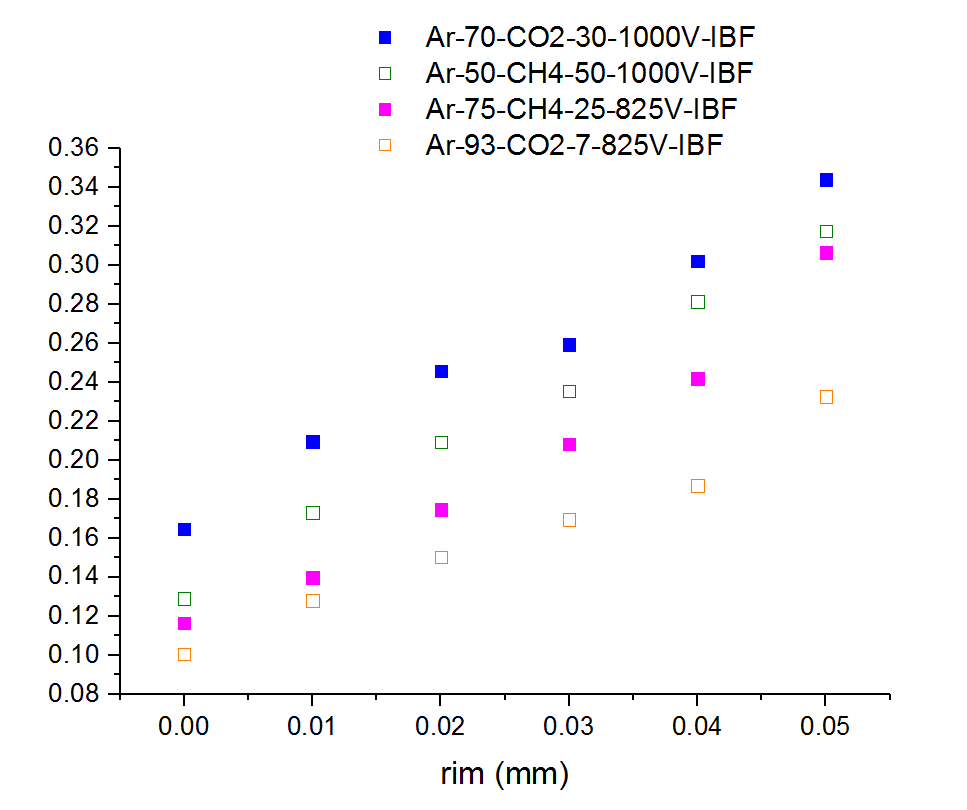 Ar-70-CO2-30-1000V-IBF
Ar-50-CH4-50-1000V-IBF
Ar-75-CH4-25-825V-IBF
Ar-93-CO2-7-825V-IBF
0.36
0.34
0.32
0.30
0.28
0.26
0.24
0.22
0.20
0.18
0.16
0.14
0.12
0.10
0.08
0.00 0.01 0.02 0.03 0.04 0.05
rim (mm)